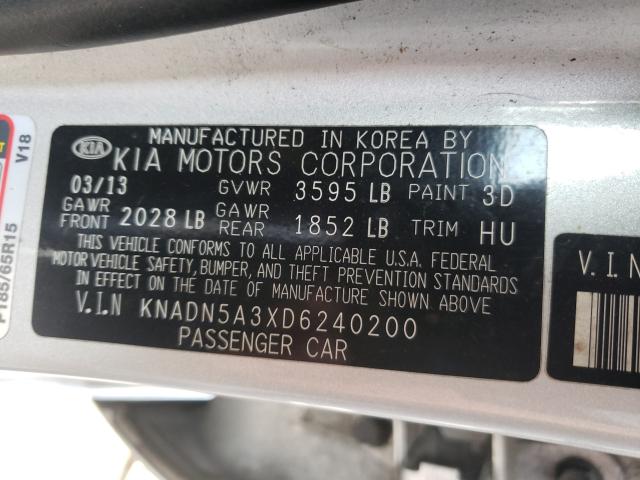 MANUFACTURED IN KOREA BY
KIA KIA MOTORS CORPORATION
03/13 GVWR 3595 LB PAINT 3D
GAWR FRONT 2028 LB GAWR REAR 1852 LB TRIM HU
THIS VEHICLE CONFORMS TO ALL APPLICABLE U.S.A. FEDERAL
MOTOR VEHICLE SAFETY, BUMPER, AND THEFT PREVENTION STANDARDS
IN EFFECT ON THE DATE OF MANUFACTURE SHOWN ABOVE
V.I.N KNADN5A3XD6240200
PASSENGER CAR
V18
P185/65R15
V.I.N